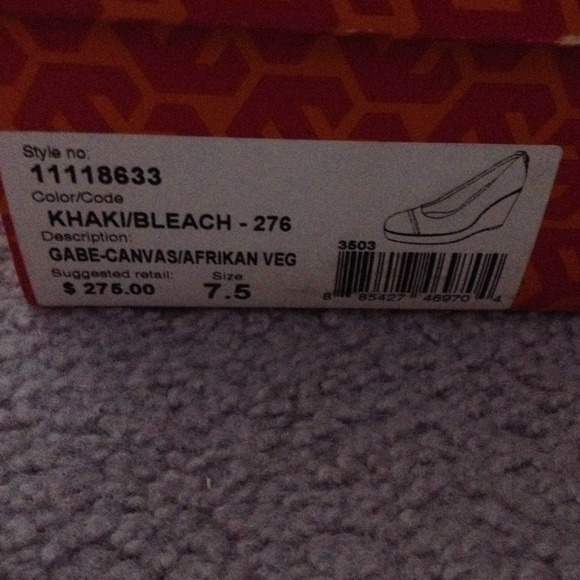 Style no:
11118633
Color/Code
KHAKI/BLEACH - 276
Description:
GABE-CANVAS/AFRIKAN VEG
Suggested retail: Size
$ 275.00 7.5
3503
8 85427 46970 4